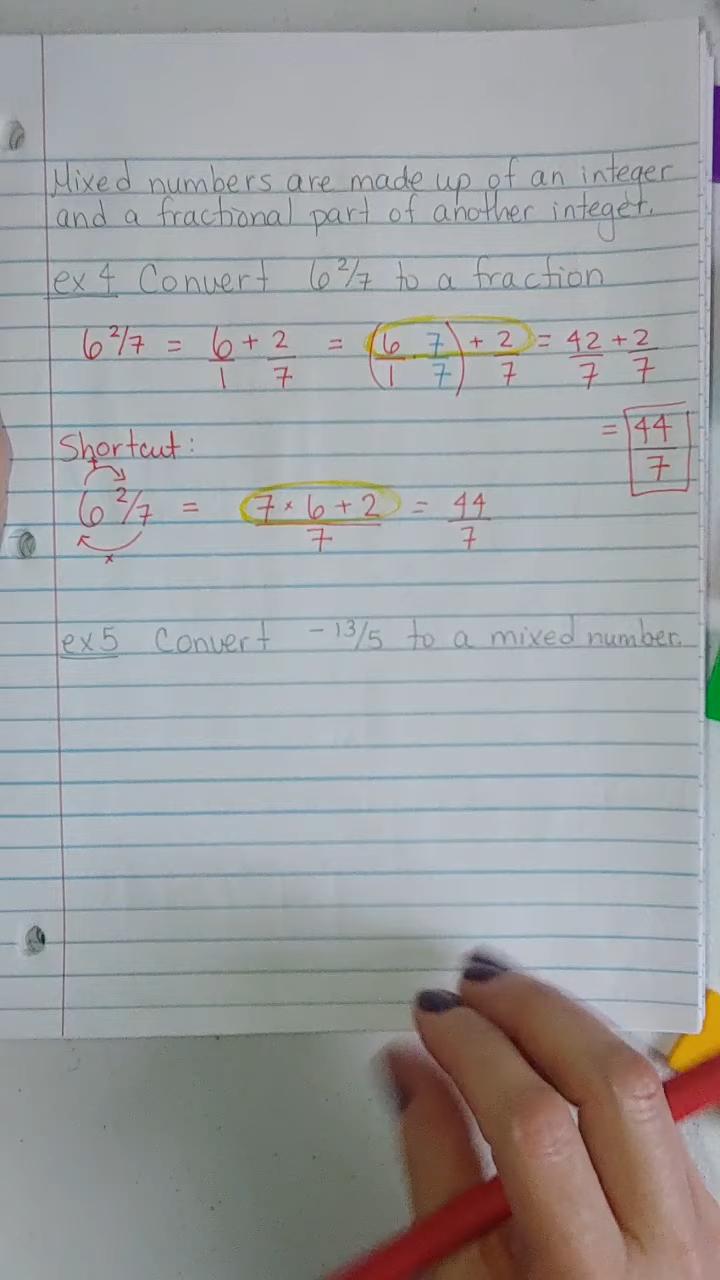 Mixed numbers are made up of an integer
and a fractional part of another integer.
ex 4 Convert 6 2/7 to a fraction
6 2/7 = 6/1 + 2/7 = (6/1 · 7/7) + 2/7 = 42/7 + 2/7
= 44/7
Shortcut:
+
6 2/7 = 7 × 6 + 2 / 7 = 44/7
×
ex 5 Convert -13/5 to a mixed number.